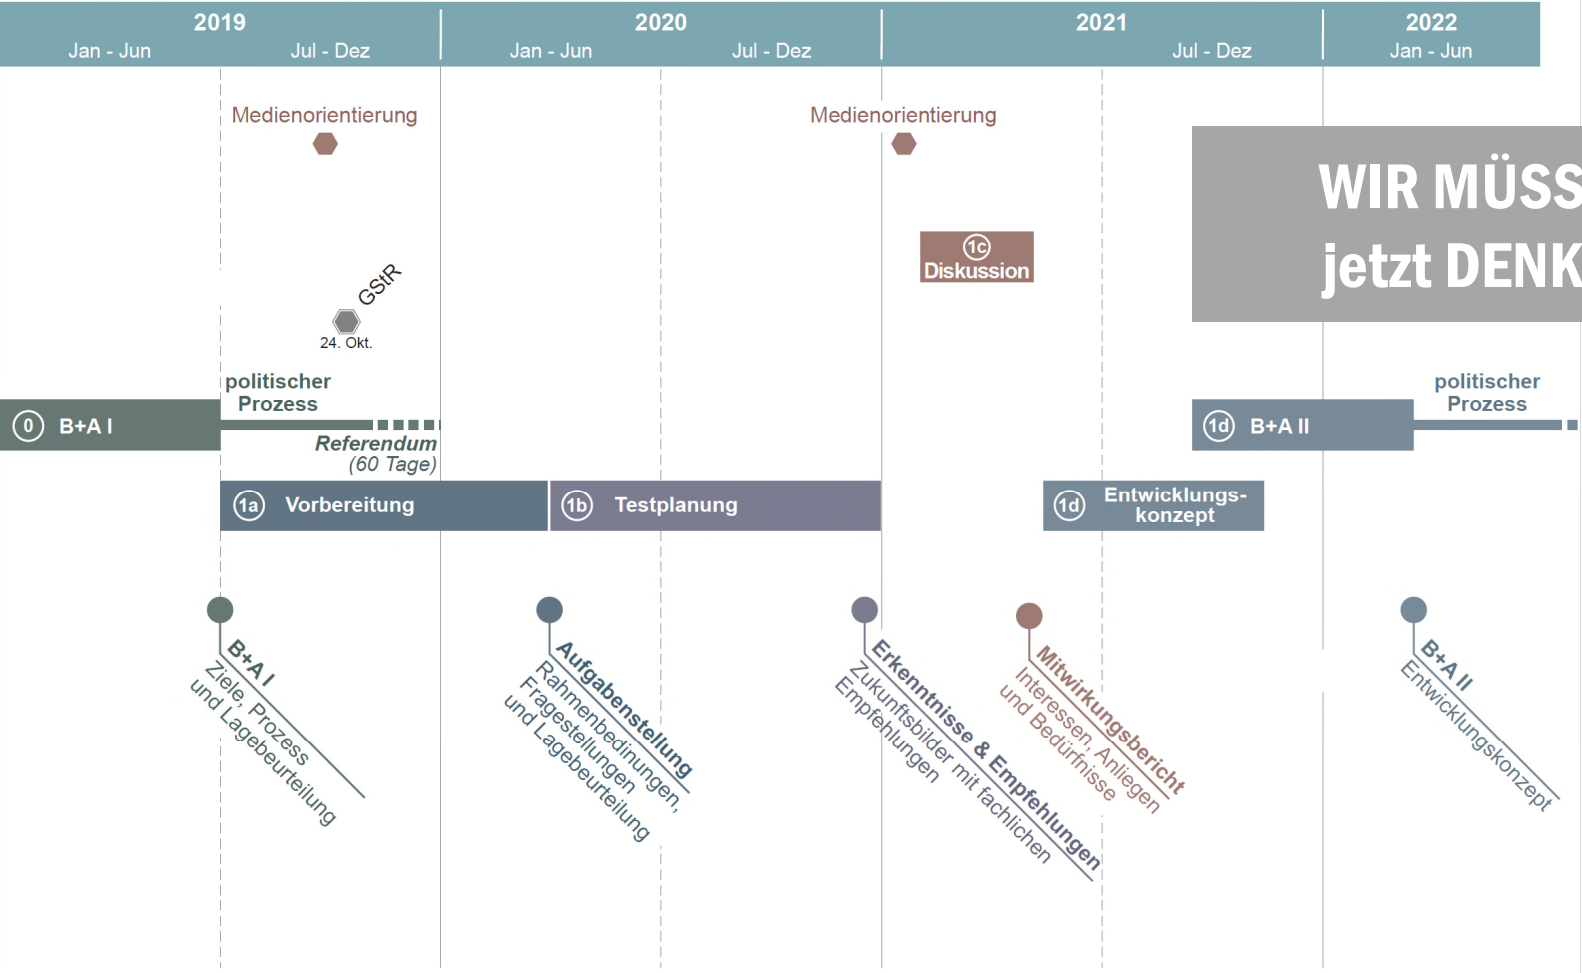 2019
2020
2021
2022
Jan - Jun
Jul - Dez
Jan - Jun
Jul - Dez
Jul - Dez
Jan - Jun
Medienorientierung
Medienorientierung
WIR MÜSS
jetzt DENK
1c
Diskussion
GStR
24. Okt.
politischer
Prozess
politischer
Prozess
0 B+A I
1d B+A II
Referendum
(60 Tage)
1a Vorbereitung
1b Testplanung
1d Entwicklungs-
konzept
B+A I
Ziele, Prozess
und Lagebeurteilung
Aufgabenstellung
Rahmenbedinungen,
Fragestellungen
und Lagebeurteilung
Erkenntnisse & Empfehlungen
Zukunftsbilder mit fachlichen
Empfehlungen
Mitwirkungsbericht
Interessen, Anliegen
und Bedürfnisse
B+A II
Entwicklungskonzept